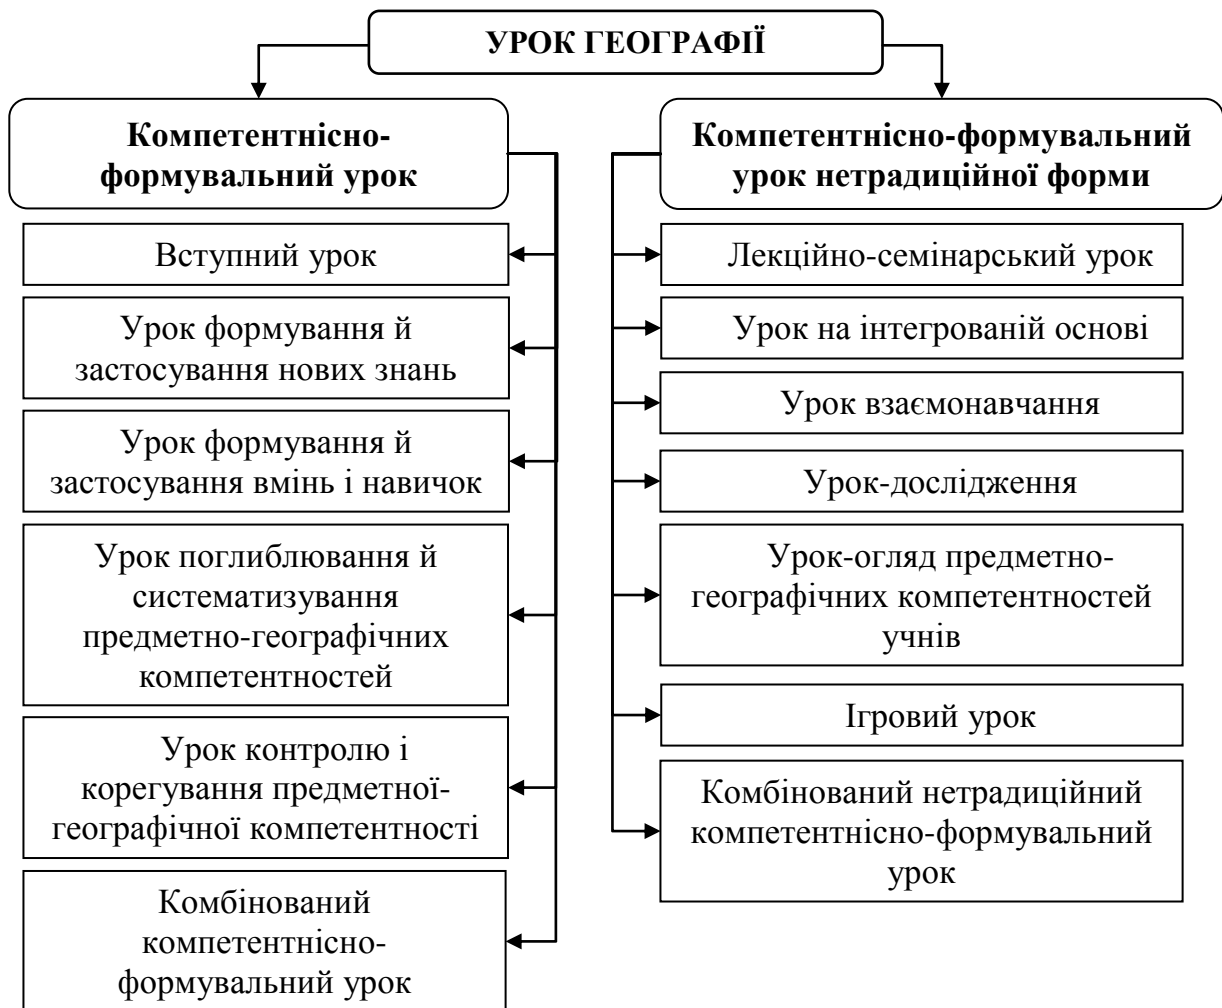 УРОК ГЕОГРАФІЇ
Компетентнісно-
формувальний урок
Вступний урок
Урок формування й
застосування нових знань
Урок формування й
застосування вмінь і навичок
Урок поглиблювання й
систематизування
предметно-географічних
компетентностей
Урок контролю і
корегування предметної-
географічної компетентності
Комбінований
компетентнісно-
формувальний урок
Компетентнісно-формувальний
урок нетрадиційної форми
Лекційно-семінарський урок
Урок на інтегрованій основі
Урок взаємонавчання
Урок-дослідження
Урок-огляд предметно-
географічних компетентностей
учнів
Ігровий урок
Комбінований нетрадиційний
компетентнісно-формувальний
урок